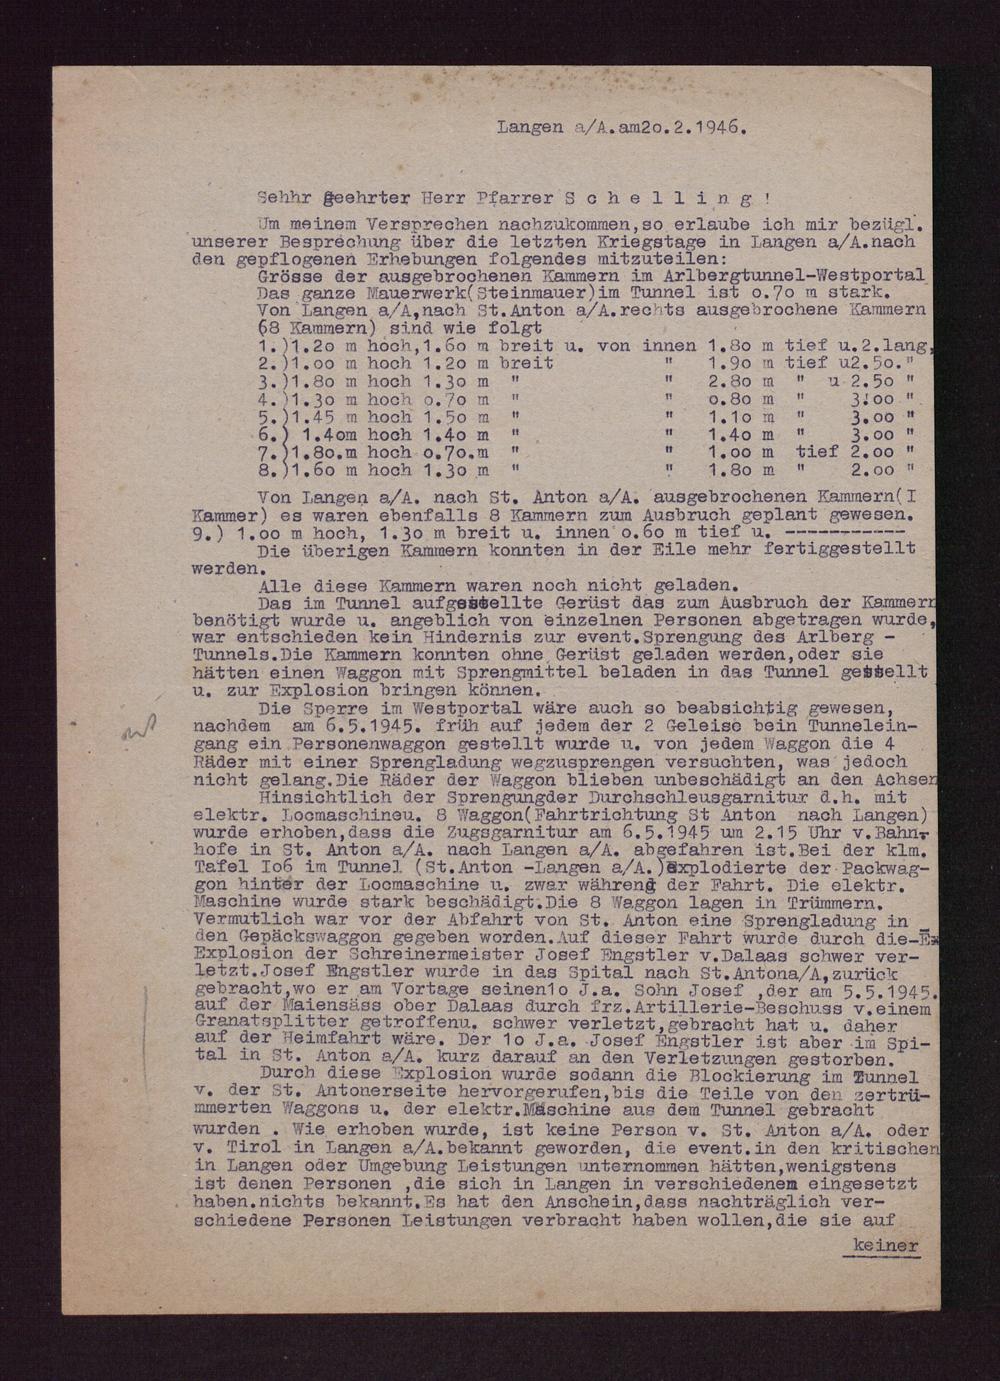 Langen a/A.am2o.2.1946.
Sehhr geehrter Herr Pfarrer S c h e l l i n g !
Um meinem Versprechen nachzukommen,so erlaube ich mir bezügl.
unserer Besprechung über die letzten Kriegstage in Langen a/A.nach
den gepflogenen Erhebungen folgendes mitzuteilen:
Grösse der ausgebrochenen Kammern im Arlbergtunnel-Westportal
Das ganze Mauerwerk(Steinmauer)im Tunnel ist o.7o m stark.
Von Langen a/A,nach St.Anton a/A.rechts ausgebrochene Kammern
(8 Kammern) sind wie folgt
1.)1.2o m hoch,1.6o m breit u. von innen 1.8o m tief u.2.lang,
2.)1.oo m hoch 1.2o m breit " 1.9o m tief u2.5o."
3.)1.8o m hoch 1.3o m " " 2.8o m " u 2.5o "
4.)1.3o m hoch o.7o m " " o.8o m " 3.oo "
5.)1.45 m hoch 1.5o m " " 1.1o m " 3.oo "
6.) 1.4om hoch 1.4o m " " 1.4o m " 3.oo "
7.)1.8o.m hoch o.7o.m " " 1.oo m tief 2.oo "
8.)1.6o m hoch 1.3o m " " 1.8o m " 2.oo "
Von Langen a/A. nach St. Anton a/A. ausgebrochenen Kammern(I
Kammer) es waren ebenfalls 8 Kammern zum Ausbruch geplant gewesen.
9.) 1.oo m hoch, 1.3o m breit u. innen o.6o m tief u. -----------
Die überigen Kammern konnten in der Eile mehr fertiggestellt
werden.
Alle diese Kammern waren noch nicht geladen.
Das im Tunnel aufgestellte Gerüst das zum Ausbruch der Kammern
benötigt wurde u. angeblich von einzelnen Personen abgetragen wurde,
war entschieden kein Hindernis zur event.Sprengung des Arlberg -
Tunnels.Die Kammern konnten ohne Gerüst geladen werden,oder sie
hätten einen Waggon mit Sprengmittel beladen in das Tunnel gestellt
u. zur Explosion bringen können.
Die Sperre im Westportal wäre auch so beabsichtig gewesen,
nachdem am 6.5.1945. früh auf jedem der 2 Geleise bein Tunnelein-
gang ein Personenwaggon gestellt wurde u. von jedem Waggon die 4
Räder mit einer Sprengladung wegzusprengen versuchten, was jedoch
nicht gelang.Die Räder der Waggon blieben unbeschädigt an den Achsen
Hinsichtlich der Sprengungder Durchschleusgarnitur d.h. mit
elektr. Locmaschineu. 8 Waggon(Fahrtrichtung St Anton nach Langen)
wurde erhoben,dass die Zugsgarnitur am 6.5.1945 um 2.15 Uhr v.Bahn-
hofe in St. Anton a/A. nach Langen a/A. abgefahren ist.Bei der klm.
Tafel Io6 im Tunnel (St.Anton -Langen a/A.)explodierte der Packwag-
gon hinter der Locmaschine u. zwar während der Fahrt. Die elektr.
Maschine wurde stark beschädigt.Die 8 Waggon lagen in Trümmern.
Vermutlich war vor der Abfahrt von St. Anton eine Sprengladung in
den Gepäckswaggon gegeben worden.Auf dieser Fahrt wurde durch die-Ex
Explosion der Schreinermeister Josef Engstler v.Dalaas schwer ver-
letzt.Josef Engstler wurde in das Spital nach St.Antona/A,zurück
gebracht,wo er am Vortage seinen1o J.a. Sohn Josef ,der am 5.5.1945.
auf der Maiensäss ober Dalaas durch frz.Artillerie-Beschuss v.einem
Granatsplitter getroffenu. schwer verletzt,gebracht hat u. daher
auf der Heimfahrt wäre. Der 1o J.a. Josef Engstler ist aber im Spi-
tal in St. Anton a/A. kurz darauf an den Verletzungen gestorben.
Durch diese Explosion wurde sodann die Blockierung im Tunnel
v. der St. Antonerseite hervorgerufen,bis die Teile von den zertrü-
mmerten Waggons u. der elektr.Maschine aus dem Tunnel gebracht
wurden . Wie erhoben wurde, ist keine Person v. St. Anton a/A. oder
v. Tirol in Langen a/A.bekannt geworden, die event.in den kritischen
in Langen oder Umgebung Leistungen unternommen hätten,wenigstens
ist denen Personen ,die sich in Langen in verschiedenem eingesetzt
haben.nichts bekannt.Es hat den Anschein,dass nachträglich ver-
schiedene Personen Leistungen verbracht haben wollen,die sie auf
keiner